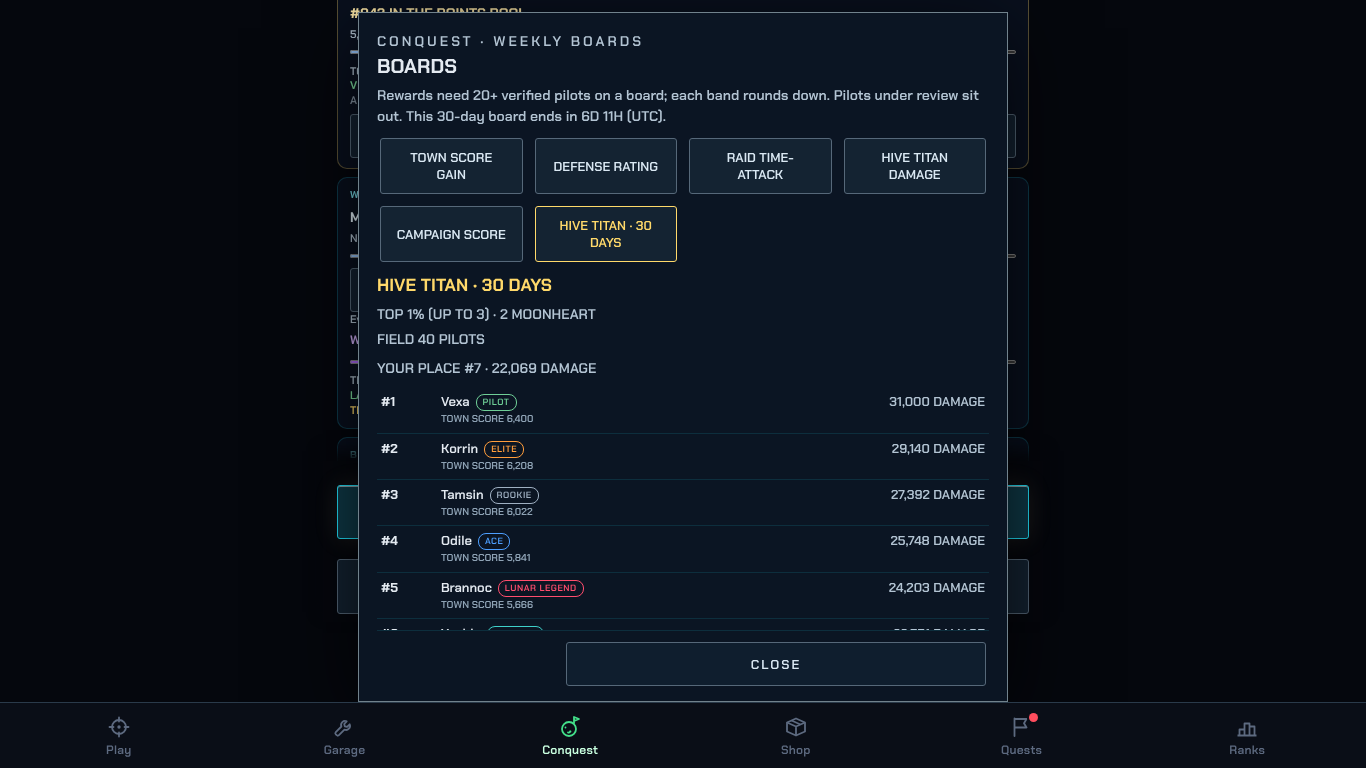 CONQUEST · WEEKLY BOARDS
BOARDS
Rewards need 20+ verified pilots on a board; each band rounds down. Pilots under review sit
out. This 30-day board ends in 6D 11H (UTC).
TOWN SCORE
GAIN
DEFENSE RATING
RAID TIME-
ATTACK
HIVE TITAN
DAMAGE
CAMPAIGN SCORE
HIVE TITAN · 30
DAYS
HIVE TITAN · 30 DAYS
TOP 1% (UP TO 3) · 2 MOONHEART
FIELD 40 PILOTS
YOUR PLACE #7 · 22,069 DAMAGE
#1 Vexa PILOT 31,000 DAMAGE
TOWN SCORE 6,400
#2 Korrin ELITE 29,140 DAMAGE
TOWN SCORE 6,208
#3 Tamsin ROOKIE 27,392 DAMAGE
TOWN SCORE 6,022
#4 Odile ACE 25,748 DAMAGE
TOWN SCORE 5,841
#5 Brannoc LUNAR LEGEND 24,203 DAMAGE
TOWN SCORE 5,666
CLOSE
Play
Garage
Conquest
Shop
Quests
Ranks